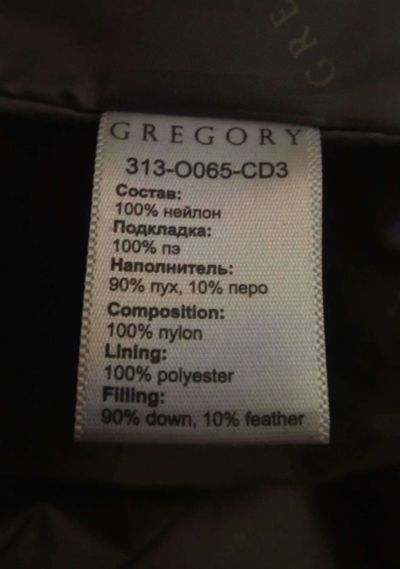 GRE
GREGORY
313-O065-CD3
Состав:
100% нейлон
Подкладка:
100% пэ
Наполнитель:
90% пух, 10% перо
Composition:
100% nylon
Lining:
100% polyester
Filling:
90% down, 10% feather